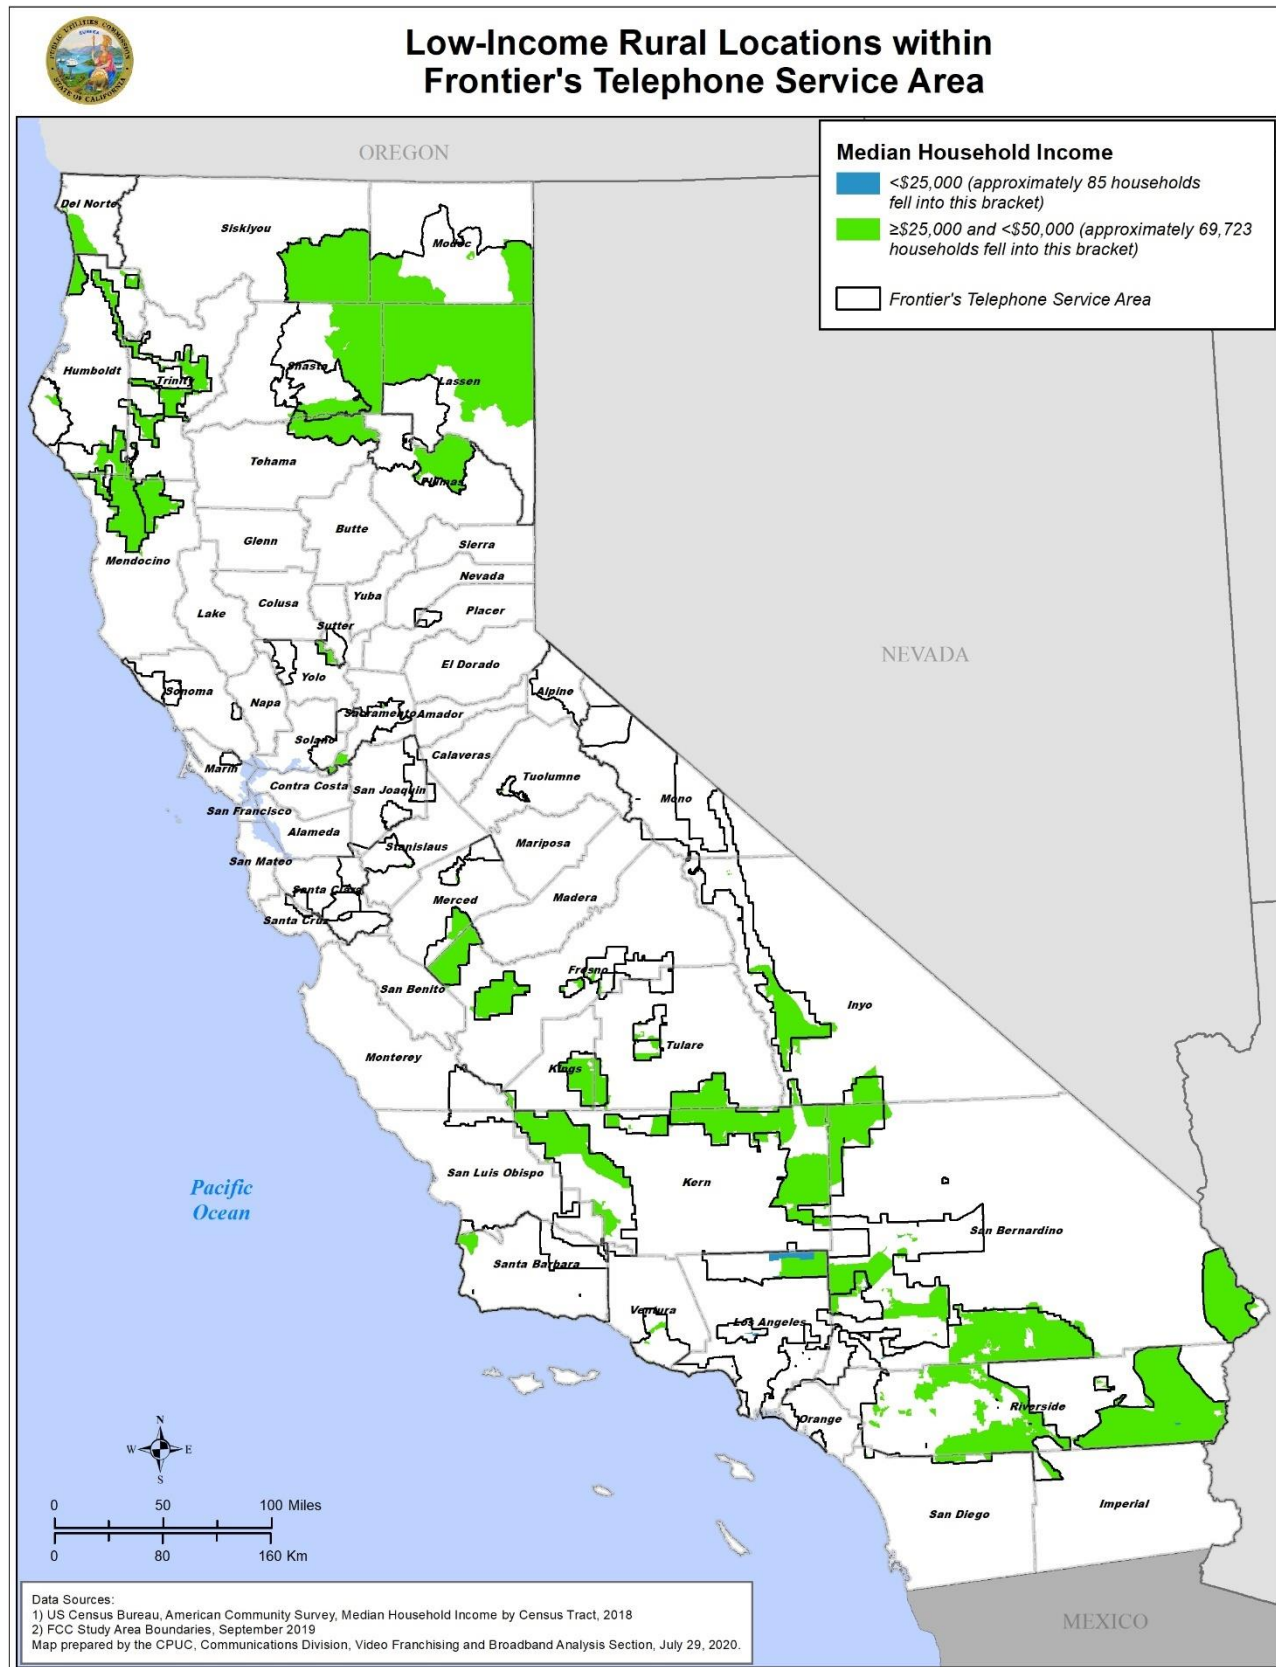 Low-Income Rural Locations within
Frontier's Telephone Service Area
Median Household Income
<$25,000 (approximately 85 households
fell into this bracket)
≥$25,000 and <$50,000 (approximately 69,723
households fell into this bracket)
Frontier's Telephone Service Area
OREGON
Del Norte
Siskiyou
Modoc
Humboldt
Trinity
Shasta
Lassen
Tehama
Plumas
Mendocino
Glenn
Butte
Sierra
Nevada
Lake
Colusa
Yuba
Placer
Sutter
NEVADA
Sonoma
Napa
Yolo
El Dorado
Alpine
Sacramento
Amador
Solano
Marin
Calaveras
Contra Costa
San Joaquin
Tuolumne
Mono
San Francisco
Alameda
Stanislaus
Mariposa
San Mateo
Santa Clara
Merced
Madera
Santa Cruz
San Benito
Fresno
Inyo
Monterey
Tulare
Kings
San Luis Obispo
Kern
Pacific
Ocean
San Bernardino
Santa Barbara
Ventura
Los Angeles
Orange
Riverside
San Diego
Imperial
MEXICO
N
W
E
S
0 50 100 Miles
0 80 160 Km
Data Sources:
1) US Census Bureau, American Community Survey, Median Household Income by Census Tract, 2018
2) FCC Study Area Boundaries, September 2019
Map prepared by the CPUC, Communications Division, Video Franchising and Broadband Analysis Section, July 29, 2020.